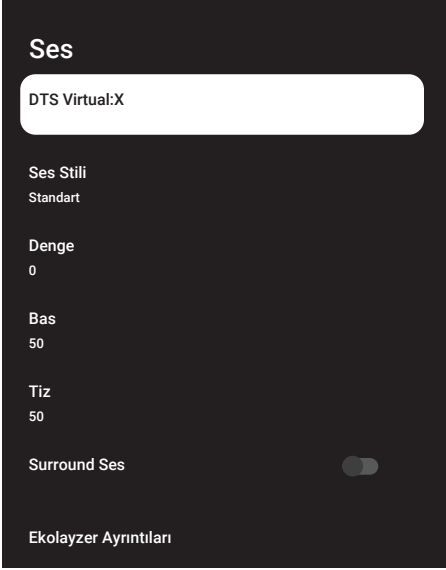 Ses
DTS Virtual:X
Ses Stili
Standart
Denge
0
Bas
50
Tiz
50
Surround Ses
Ekolayzer Ayrıntıları